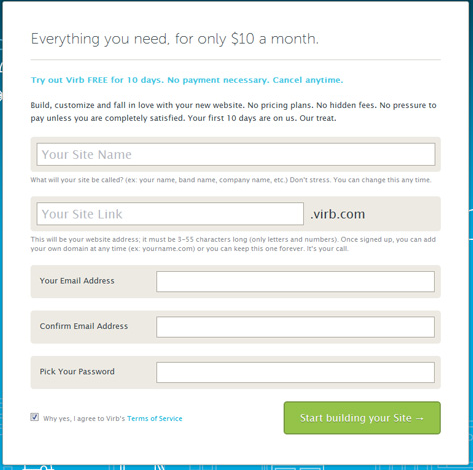 Everything you need, for only $10 a month.
Try out Virb FREE for 10 days. No payment necessary. Cancel anytime.
Build, customize and fall in love with your new website. No pricing plans. No hidden fees. No pressure to
pay unless you are completely satisfied. Your first 10 days are on us. Our treat.
Your Site Name
What will your site be called? (ex: your name, band name, company name, etc.) Don't stress. You can change this any time.
Your Site Link .virb.com
This will be your website address; it must be 3-55 characters long (only letters and numbers). Once signed up, you can add
your own domain at any time (ex: yourname.com) or you can keep this one forever. It's your call.
Your Email Address
Confirm Email Address
Pick Your Password
Why yes, I agree to Virb's Terms of Service
Start building your Site →